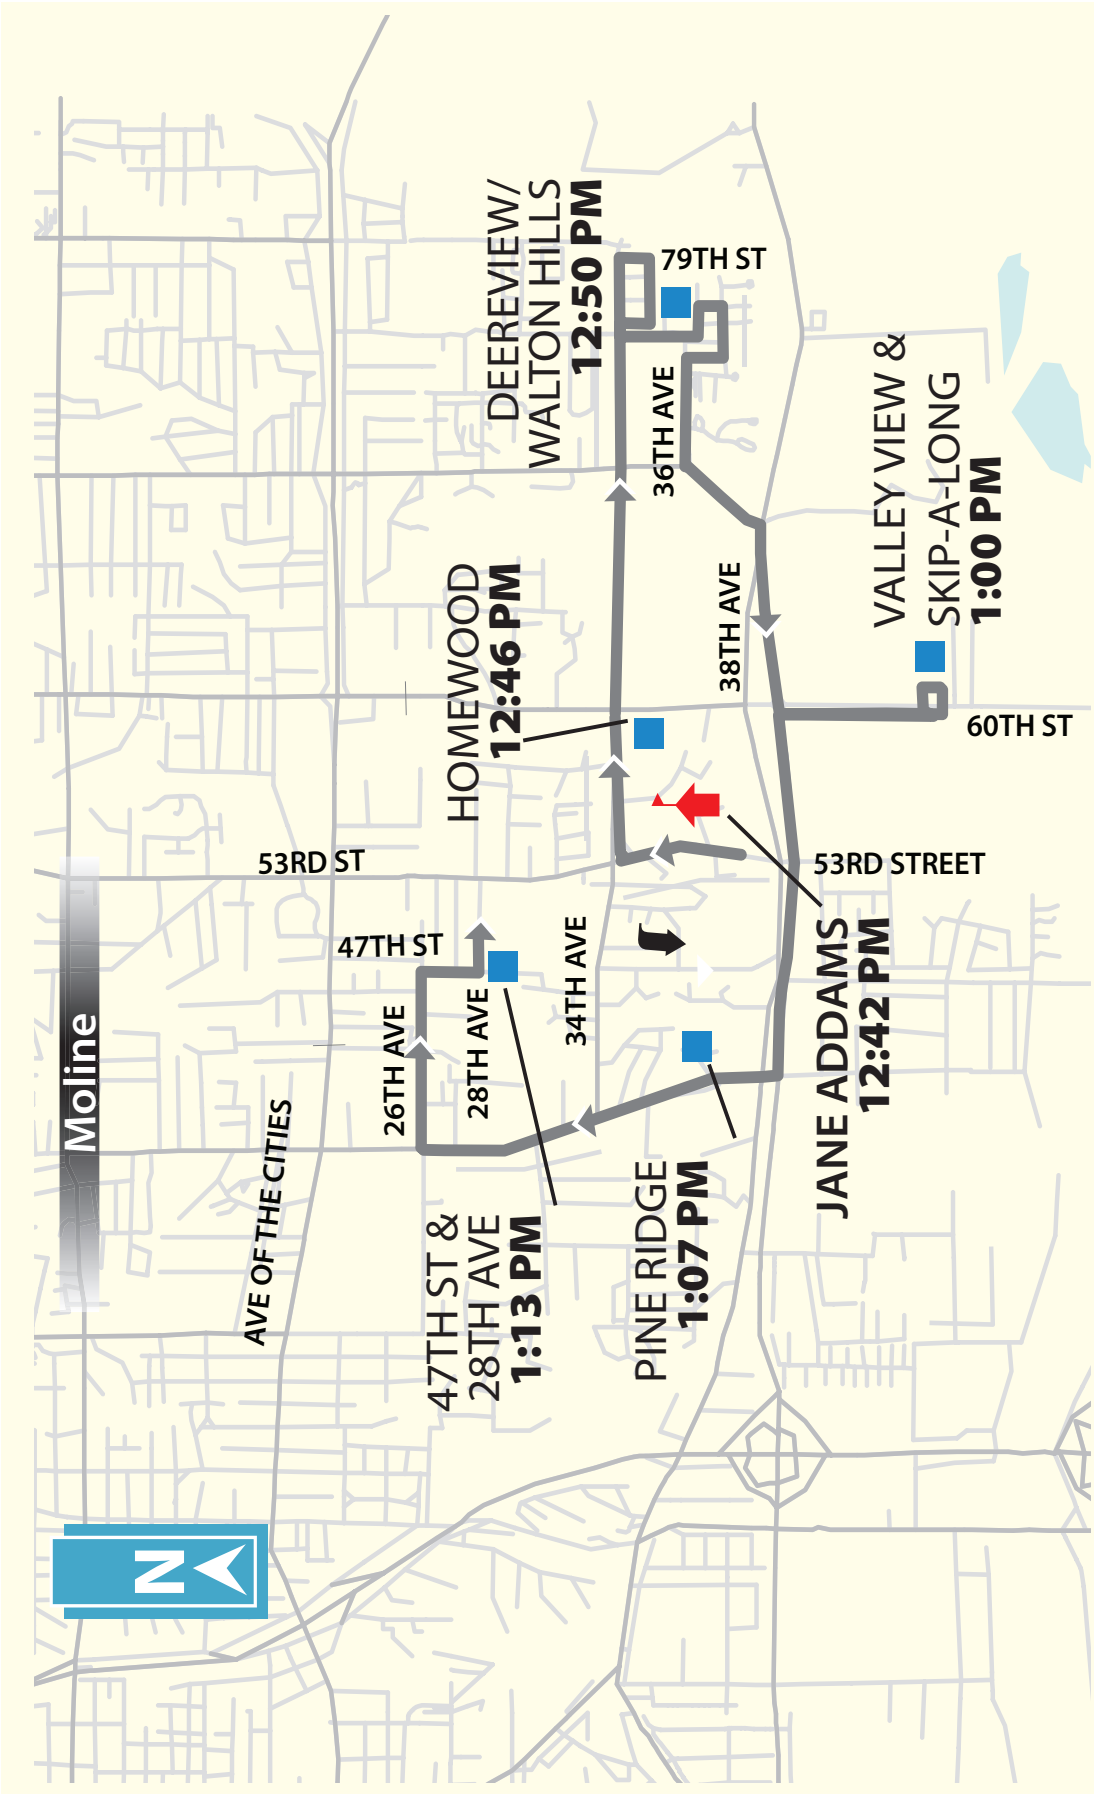 DEEREVIEW/
WALTON HILLS
12:50 PM
79TH ST
36TH AVE
VALLEY VIEW &
SKIP-A-LONG
1:00 PM
HOMEWOOD
12:46 PM
38TH AVE
60TH ST
53RD ST
53RD STREET
47TH ST
34TH AVE
JANE ADDAMS
12:42 PM
26TH AVE
28TH AVE
Moline
AVE OF THE CITIES
47TH ST &
28TH AVE
1:13 PM
PINE RIDGE
1:07 PM
N